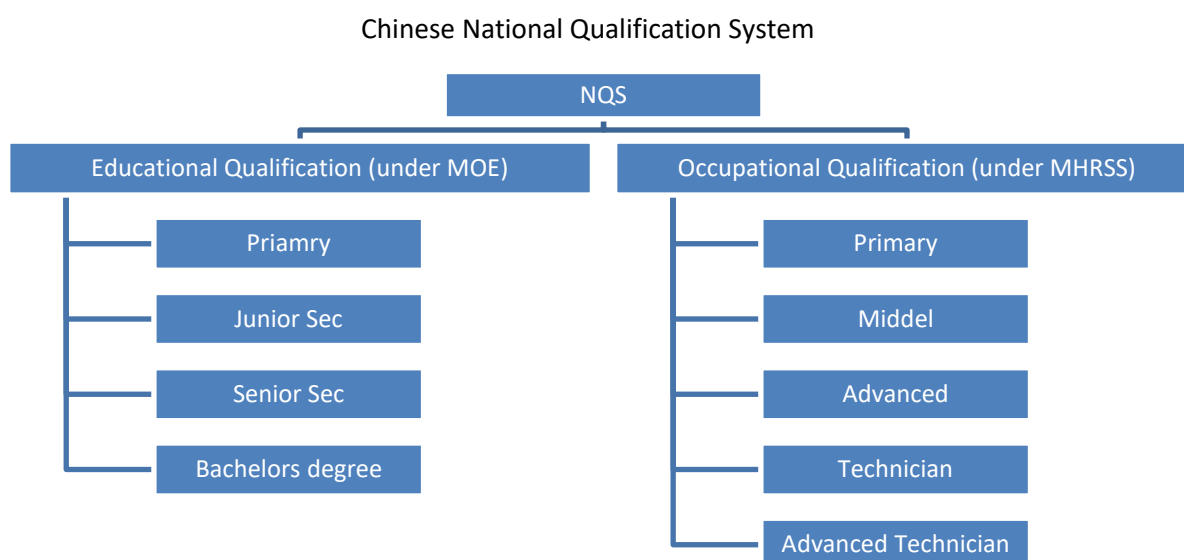 Chinese National Qualification System
NQS
Educational Qualification (under MOE)
Priamry
Junior Sec
Senior Sec
Bachelors degree
Occupational Qualification (under MHRSS)
Primary
Middel
Advanced
Technician
Advanced Technician